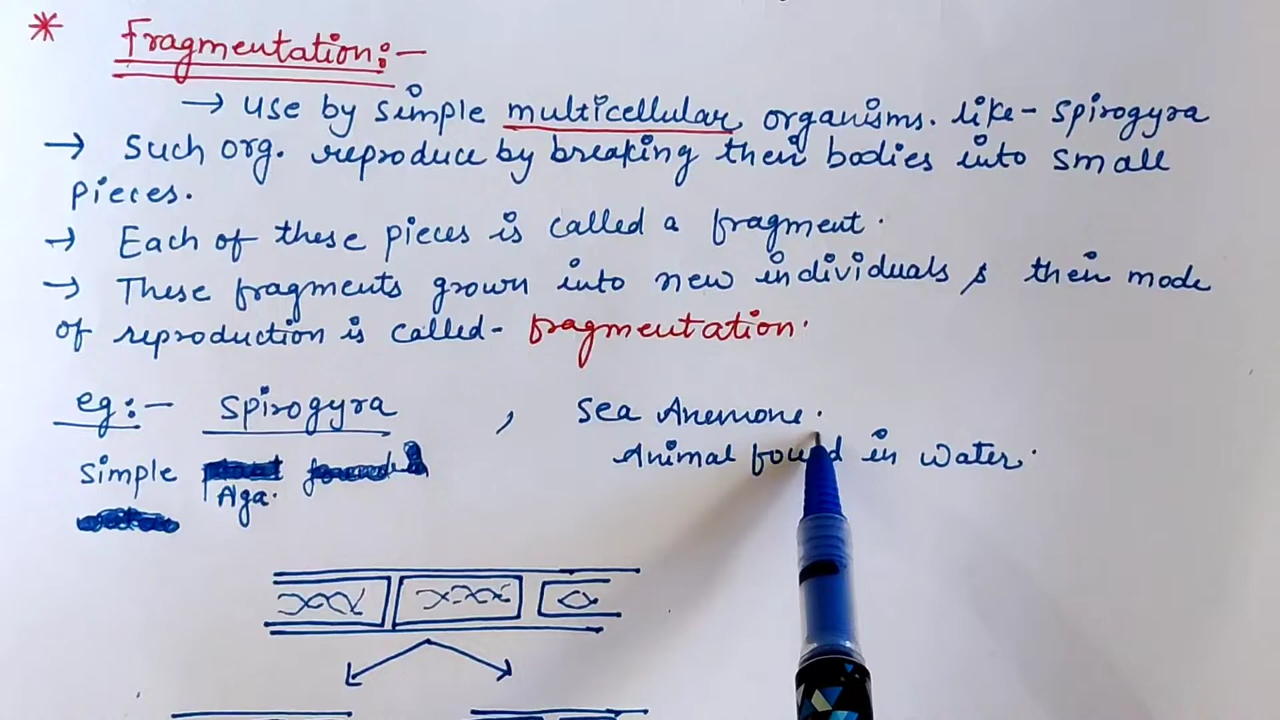 * Fragmentation:-
→ Use by simple multicellular organisms. like- spirogyra
→ Such org. reproduce by breaking their bodies into small
pieces.
→ Each of these pieces is called a fragment.
→ These fragments grown into new individuals & their mode
of reproduction is called- fragmentation.
eg:- Spirogyra , Sea Anemone.
Simple Aga. Animal found in water.